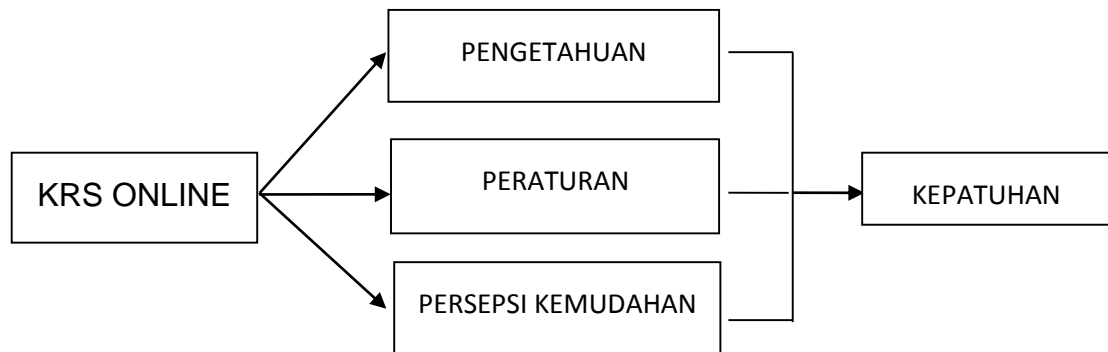 PENGETAHUAN
KRS ONLINE
PERATURAN
KEPATUHAN
PERSEPSI KEMUDAHAN